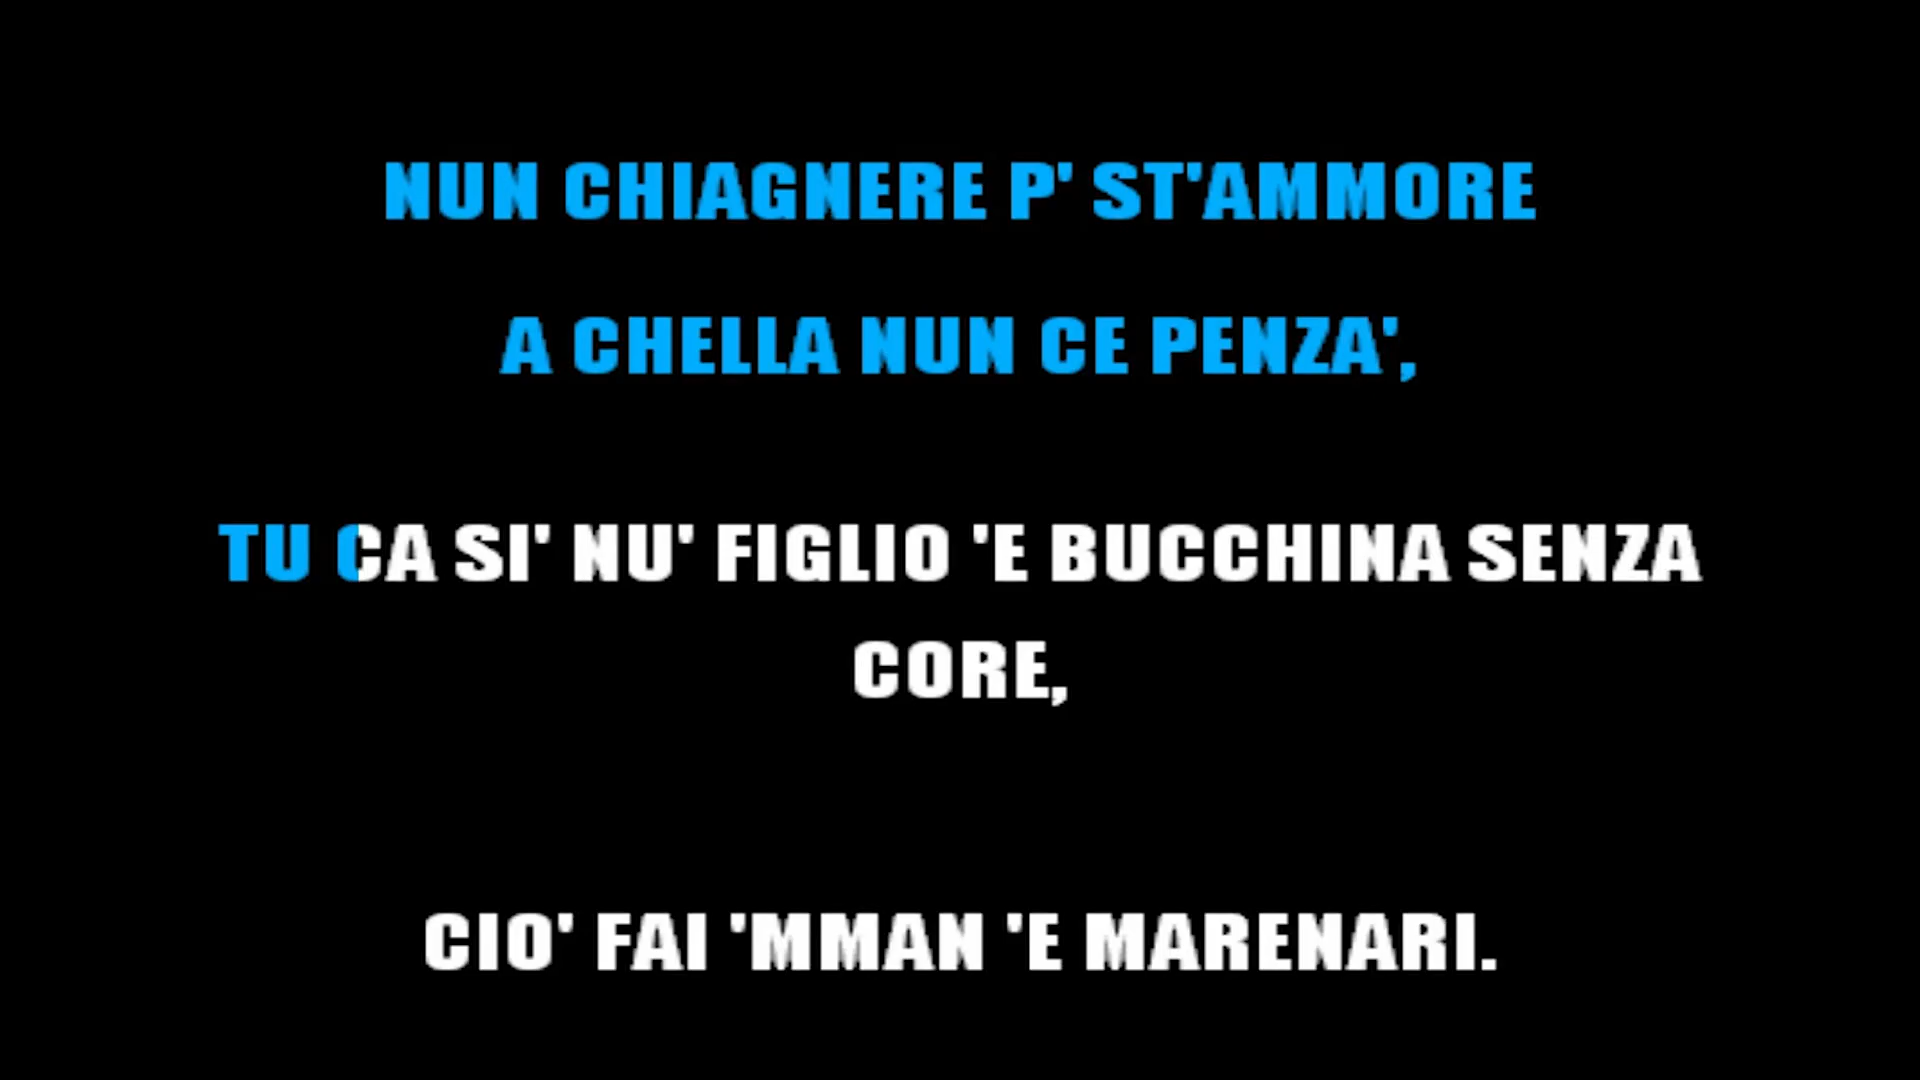 NUN CHIAGNERE P' ST'AMMORE
A CHELLA NUN CE PENZA',
TU CA SI' NU' FIGLIO 'E BUCCHINA SENZA
CORE,
CIO' FAI 'MMAN 'E MARENARI.